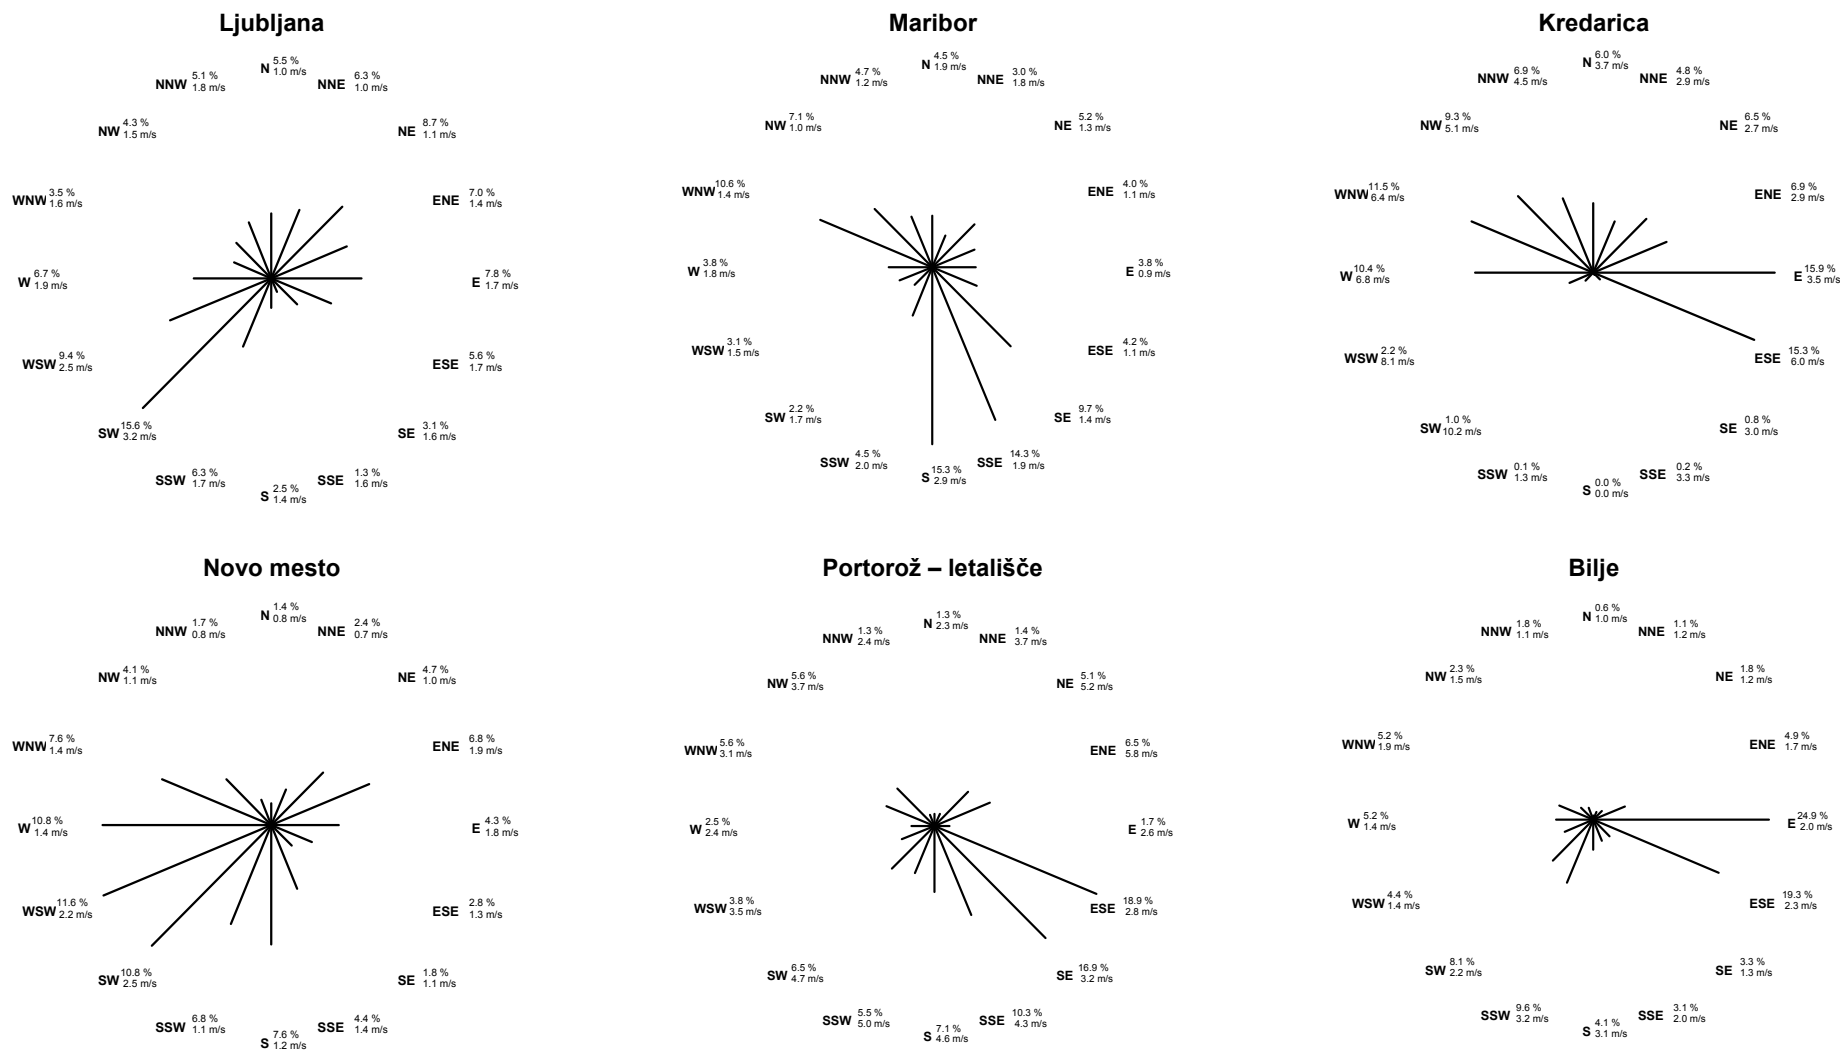 Ljubljana
N 5.5 %
1.0 m/s
NNE 6.3 %
1.0 m/s
NE 8.7 %
1.1 m/s
ENE 7.0 %
1.4 m/s
E 7.8 %
1.7 m/s
ESE 5.6 %
1.7 m/s
SE 3.1 %
1.6 m/s
SSE 1.3 %
1.6 m/s
S 2.5 %
1.4 m/s
SSW 6.3 %
1.7 m/s
SW 15.6 %
3.2 m/s
WSW 9.4 %
2.5 m/s
W 6.7 %
1.9 m/s
WNW 3.5 %
1.6 m/s
NW 4.3 %
1.5 m/s
NNW 5.1 %
1.8 m/s
Maribor
N 4.5 %
1.9 m/s
NNE 3.0 %
1.8 m/s
NE 5.2 %
1.3 m/s
ENE 4.0 %
1.1 m/s
E 3.8 %
0.9 m/s
ESE 4.2 %
1.1 m/s
SE 9.7 %
1.4 m/s
SSE 14.3 %
1.9 m/s
S 15.3 %
2.9 m/s
SSW 4.5 %
2.0 m/s
SW 2.2 %
1.7 m/s
WSW 3.1 %
1.5 m/s
W 3.8 %
1.8 m/s
WNW 10.6 %
1.4 m/s
NW 7.1 %
1.0 m/s
NNW 4.7 %
1.2 m/s
Kredarica
N 6.0 %
3.7 m/s
NNE 4.8 %
2.9 m/s
NE 6.5 %
2.7 m/s
ENE 6.9 %
2.9 m/s
E 15.9 %
3.5 m/s
ESE 15.3 %
6.0 m/s
SE 0.8 %
3.0 m/s
SSE 0.2 %
3.3 m/s
S 0.0 %
0.0 m/s
SSW 0.1 %
1.3 m/s
SW 1.0 %
10.2 m/s
WSW 2.2 %
8.1 m/s
W 10.4 %
6.8 m/s
WNW 11.5 %
6.4 m/s
NW 9.3 %
5.1 m/s
NNW 6.9 %
4.5 m/s
Novo mesto
N 1.4 %
0.8 m/s
NNE 2.4 %
0.7 m/s
NE 4.7 %
1.0 m/s
ENE 6.8 %
1.9 m/s
E 4.3 %
1.8 m/s
ESE 2.8 %
1.3 m/s
SE 1.8 %
1.1 m/s
SSE 4.4 %
1.4 m/s
S 7.6 %
1.2 m/s
SSW 6.8 %
1.1 m/s
SW 10.8 %
2.5 m/s
WSW 11.6 %
2.2 m/s
W 10.8 %
1.4 m/s
WNW 7.6 %
1.4 m/s
NW 4.1 %
1.1 m/s
NNW 1.7 %
0.8 m/s
Portorož – letališče
N 1.3 %
2.3 m/s
NNE 1.4 %
3.7 m/s
NE 5.1 %
5.2 m/s
ENE 6.5 %
5.8 m/s
E 1.7 %
2.6 m/s
ESE 18.9 %
2.8 m/s
SE 16.9 %
3.2 m/s
SSE 10.3 %
4.3 m/s
S 7.1 %
4.6 m/s
SSW 5.5 %
5.0 m/s
SW 6.5 %
4.7 m/s
WSW 3.8 %
3.5 m/s
W 2.5 %
2.4 m/s
WNW 5.6 %
3.1 m/s
NW 5.6 %
3.7 m/s
NNW 1.3 %
2.4 m/s
Bilje
N 0.6 %
1.0 m/s
NNE 1.1 %
1.2 m/s
NE 1.8 %
1.2 m/s
ENE 4.9 %
1.7 m/s
E 24.9 %
2.0 m/s
ESE 19.3 %
2.3 m/s
SE 3.3 %
1.3 m/s
SSE 3.1 %
2.0 m/s
S 4.1 %
3.1 m/s
SSW 9.6 %
3.2 m/s
SW 8.1 %
2.2 m/s
WSW 4.4 %
1.4 m/s
W 5.2 %
1.4 m/s
WNW 5.2 %
1.9 m/s
NW 2.3 %
1.5 m/s
NNW 1.8 %
1.1 m/s